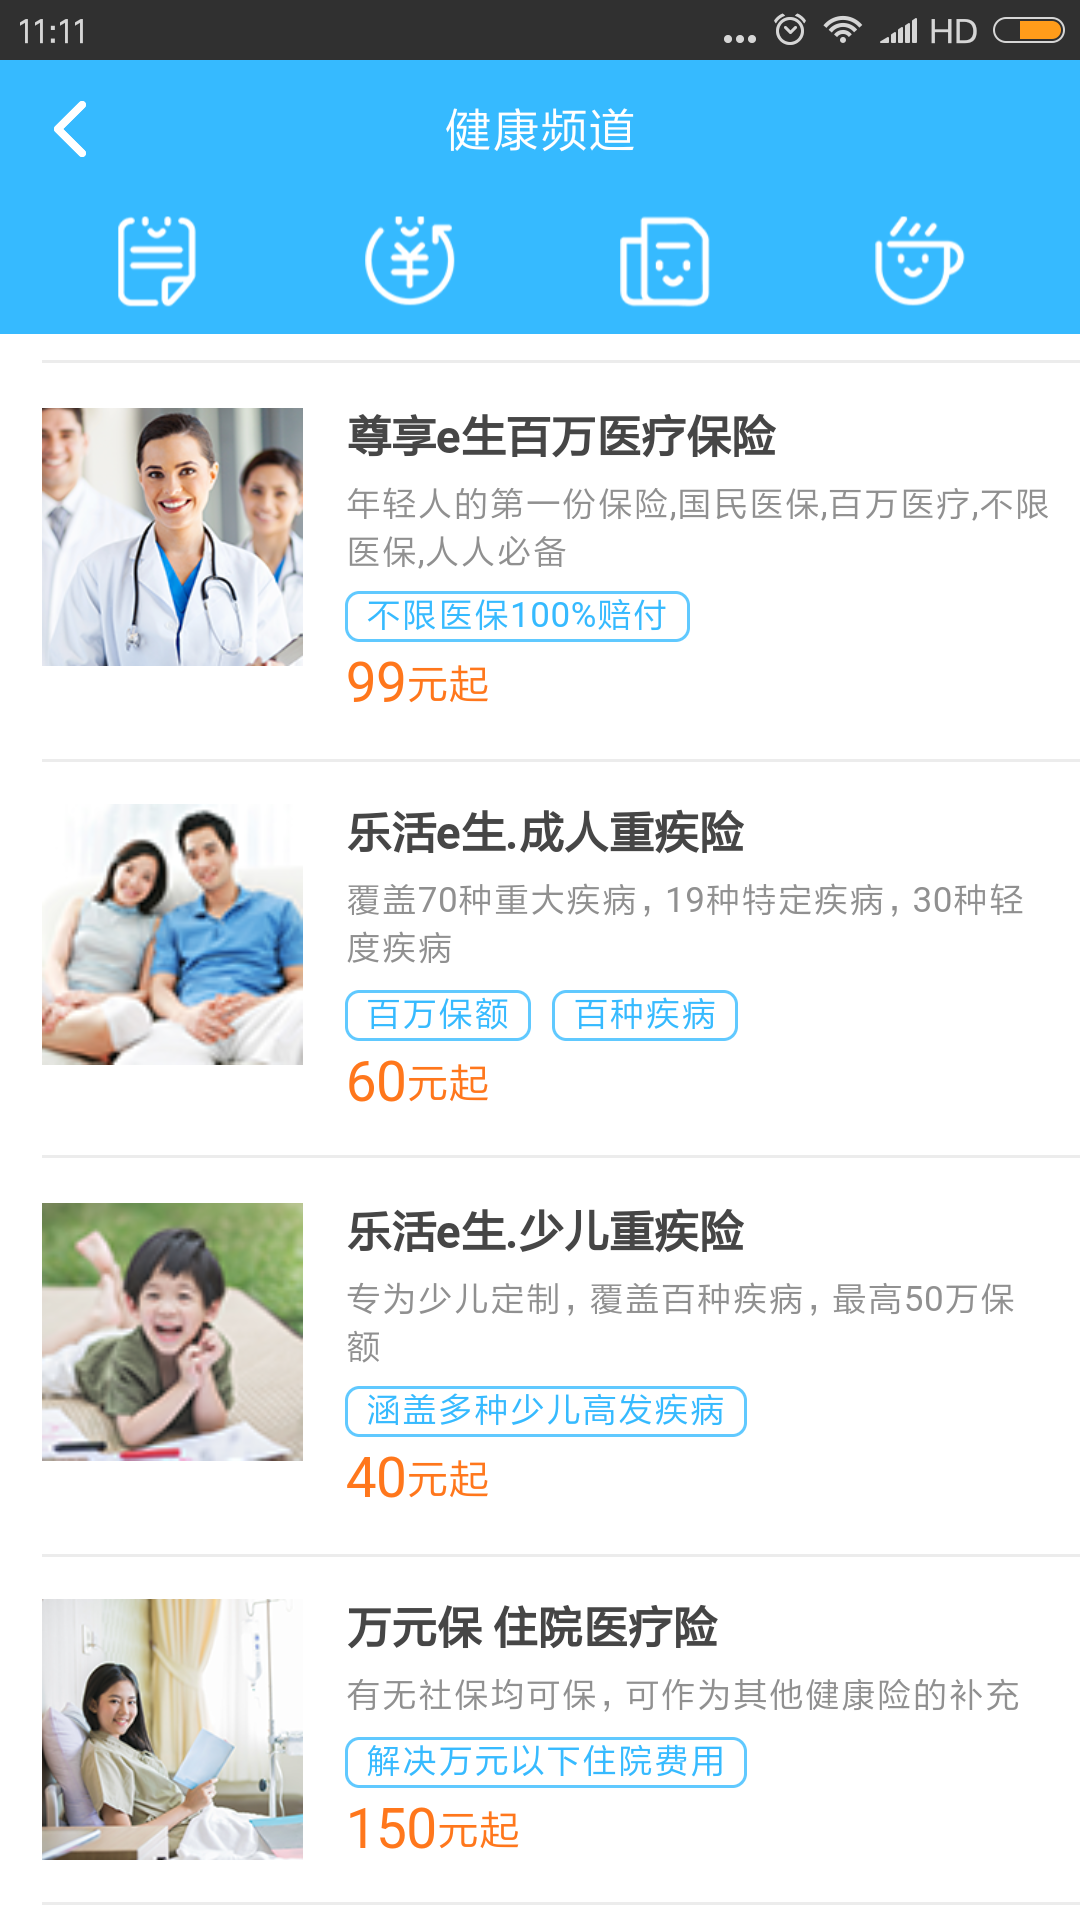 11:11
HD
健康频道
尊享e生百万医疗保险
年轻人的第一份保险,国民医保,百万医疗,不限
医保,人人必备
不限医保100%赔付
99元起
乐活e生.成人重疾险
覆盖70种重大疾病，19种特定疾病，30种轻
度疾病
百万保额 百种疾病
60元起
乐活e生.少儿重疾险
专为少儿定制，覆盖百种疾病，最高50万保
额
涵盖多种少儿高发疾病
40元起
万元保 住院医疗险
有无社保均可保，可作为其他健康险的补充
解决万元以下住院费用
150元起